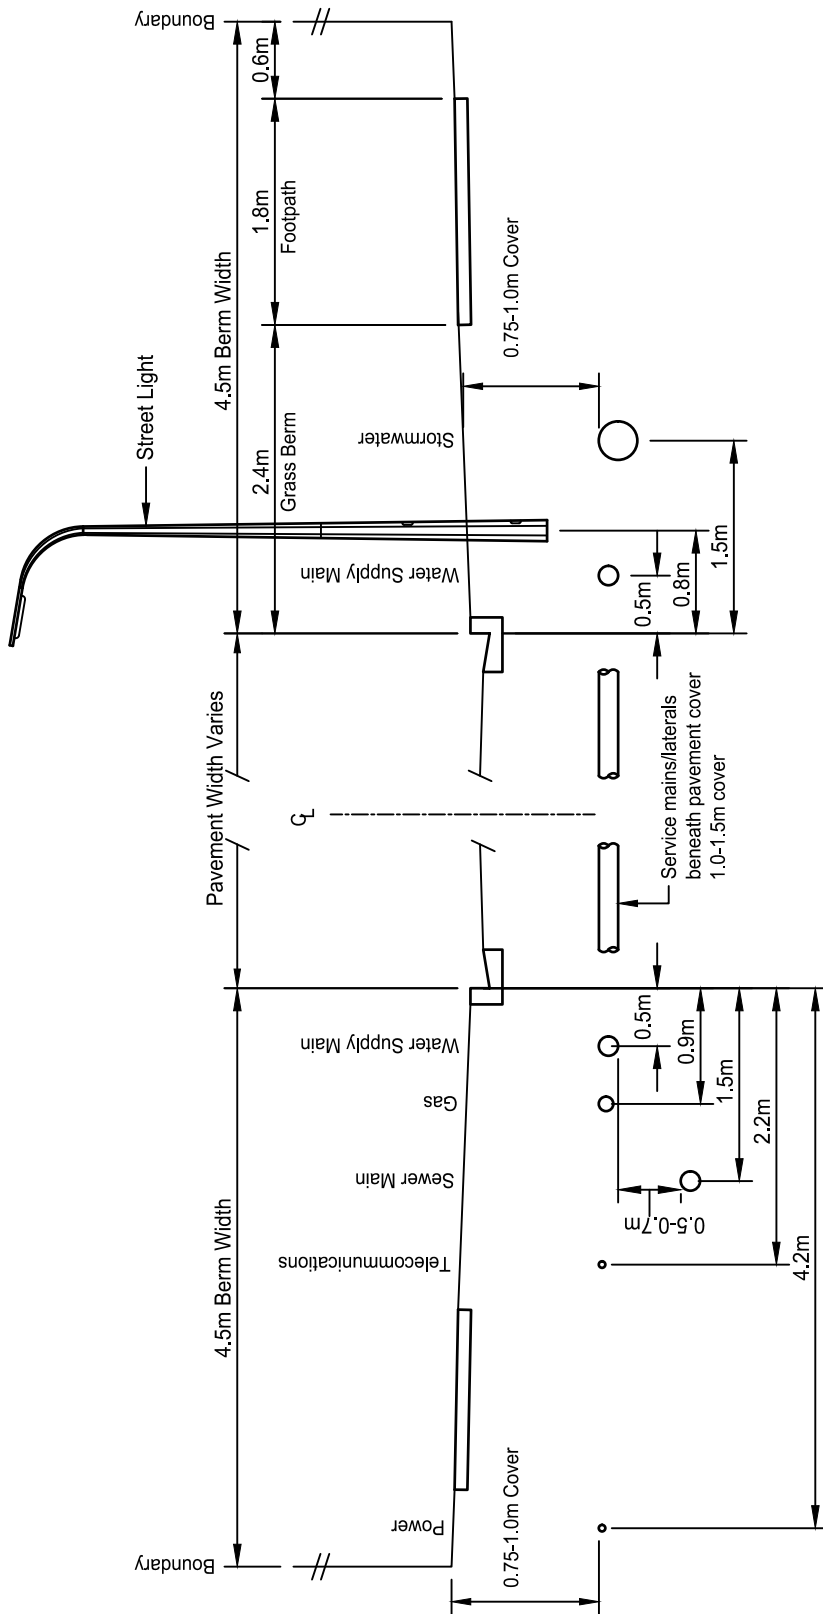 Boundary
4.5m Berm Width
0.6m
1.8m
Footpath
2.4m
Grass Berm
Street Light
Stormwater
Water Supply Main
0.75-1.0m Cover
0.5m
0.8m
1.5m
Pavement Width Varies
CL
Service mains/laterals
beneath pavement cover
1.0-1.5m cover
4.5m Berm Width
Water Supply Main
Gas
Sewer Main
Telecommunications
Power
Boundary
0.5m
0.9m
1.5m
2.2m
4.2m
0.5-0.7m
0.75-1.0m Cover